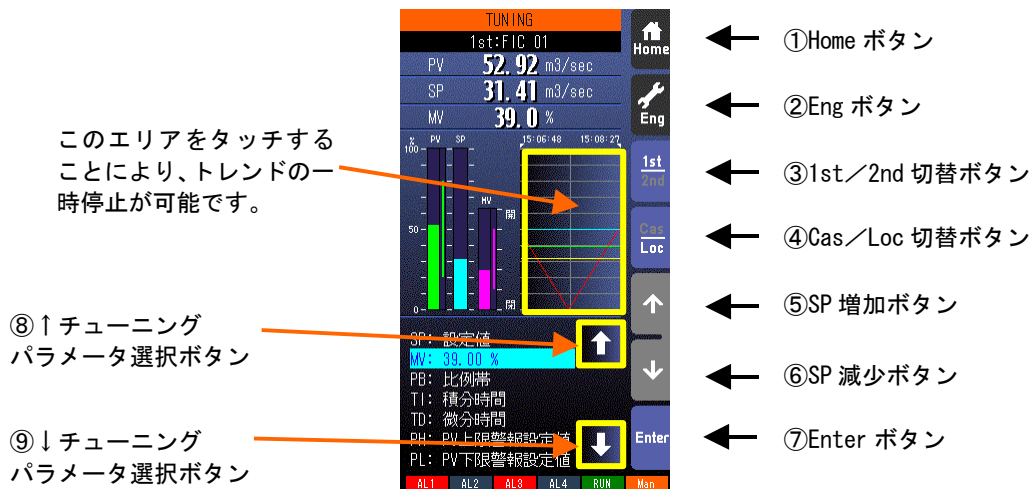 TUNING
1st:FIC 01
PV 52.92 m3/sec
SP 31.41 m3/sec
MV 39.0 %
% PV SP 15:06:48 15:08:27
100
MV
開
50
閉
0
SP: 設定値
MV: 39.00 %
PB: 比例帯
TI: 積分時間
TD: 微分時間
PH: PV上限警報設定値
PL: PV下限警報設定値
AL1 AL2 AL3 AL4 RUN Man
Home
Eng
1st
2nd
Cas
Loc
↑
↓
Enter
このエリアをタッチする
ことにより、トレンドの一
時停止が可能です。
⑧↑チューニング
パラメータ選択ボタン
⑨↓チューニング
パラメータ選択ボタン
①Home ボタン
②Eng ボタン
③1st／2nd 切替ボタン
④Cas／Loc 切替ボタン
⑤SP 増加ボタン
⑥SP 減少ボタン
⑦Enter ボタン